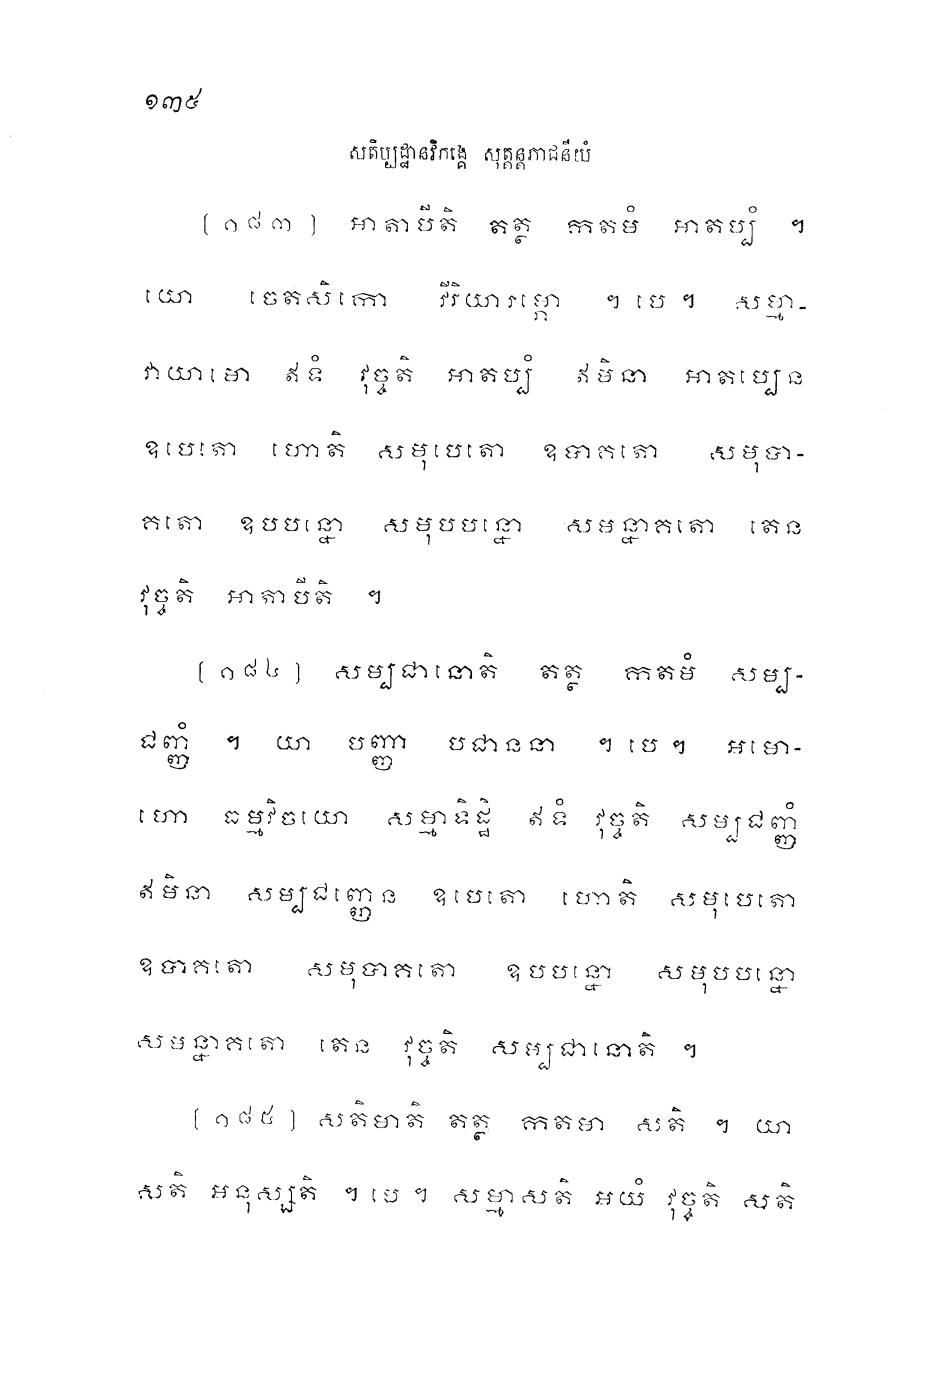 ១៣៥
សតិប្បដ្ឋានវិភង្គេ សុត្តន្តភាជនីយំ
[១៨៣] អាតាបីតិ តត្ថ កតមំ អាតប្បំ ។
យោ ចេតសិកោ វីរិយារម្ភោ ។ បេ ។ សម្មា-
វាយាមោ ឥទំ វុច្ចតិ អាតប្បំ ឥមិនា អាតប្បេន
ឧបេតោ ហោតិ សមុបេតោ ឧបាគតោ សមុបា-
គតោ ឧបបន្នោ សមុបបន្នោ សមន្នាគតោ តេន
វុច្ចតិ អាតាបីតិ ។
[១៨៤] សម្បជានោតិ តត្ថ កតមំ សម្ប-
ជញ្ញំ ។ យា បញ្ញា បជាននា ។ បេ ។ អមោ-
ហោ ធម្មវិចយោ សម្មាទិដ្ឋិ ឥទំ វុច្ចតិ សម្បជញ្ញំ
ឥមិនា សម្បជញ្ញេន ឧបេតោ ហោតិ សមុបេតោ
ឧបាគតោ សមុបាគតោ ឧបបន្នោ សមុបបន្នោ
សមន្នាគតោ តេន វុច្ចតិ សម្បជានោតិ ។
[១៨៥] សតិមាតិ តត្ថ កតមា សតិ ។ យា
សតិ អនុស្សតិ ។ បេ ។ សម្មាសតិ អយំ វុច្ចតិ សតិ